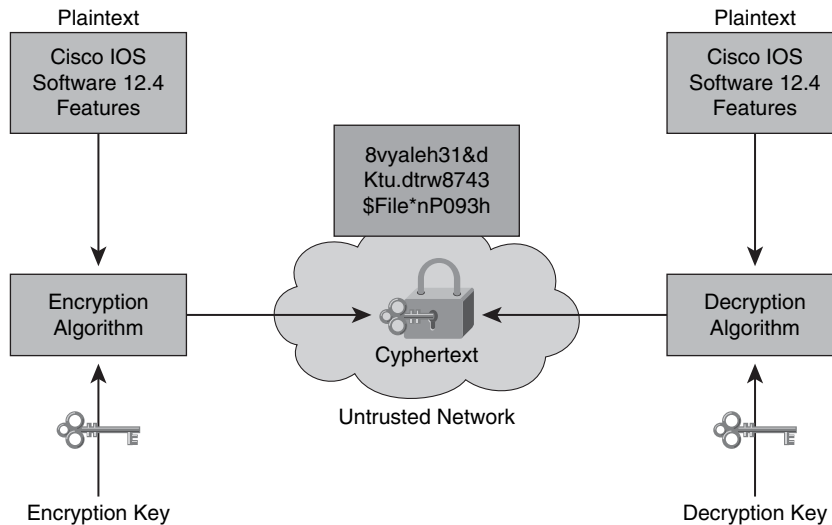 Plaintext
Cisco IOS
Software 12.4
Features
Encryption
Algorithm
Encryption Key
8vyaleh31&d
Ktu.dtrw8743
$File*nP093h
Cyphertext
Untrusted Network
Plaintext
Cisco IOS
Software 12.4
Features
Decryption
Algorithm
Decryption Key